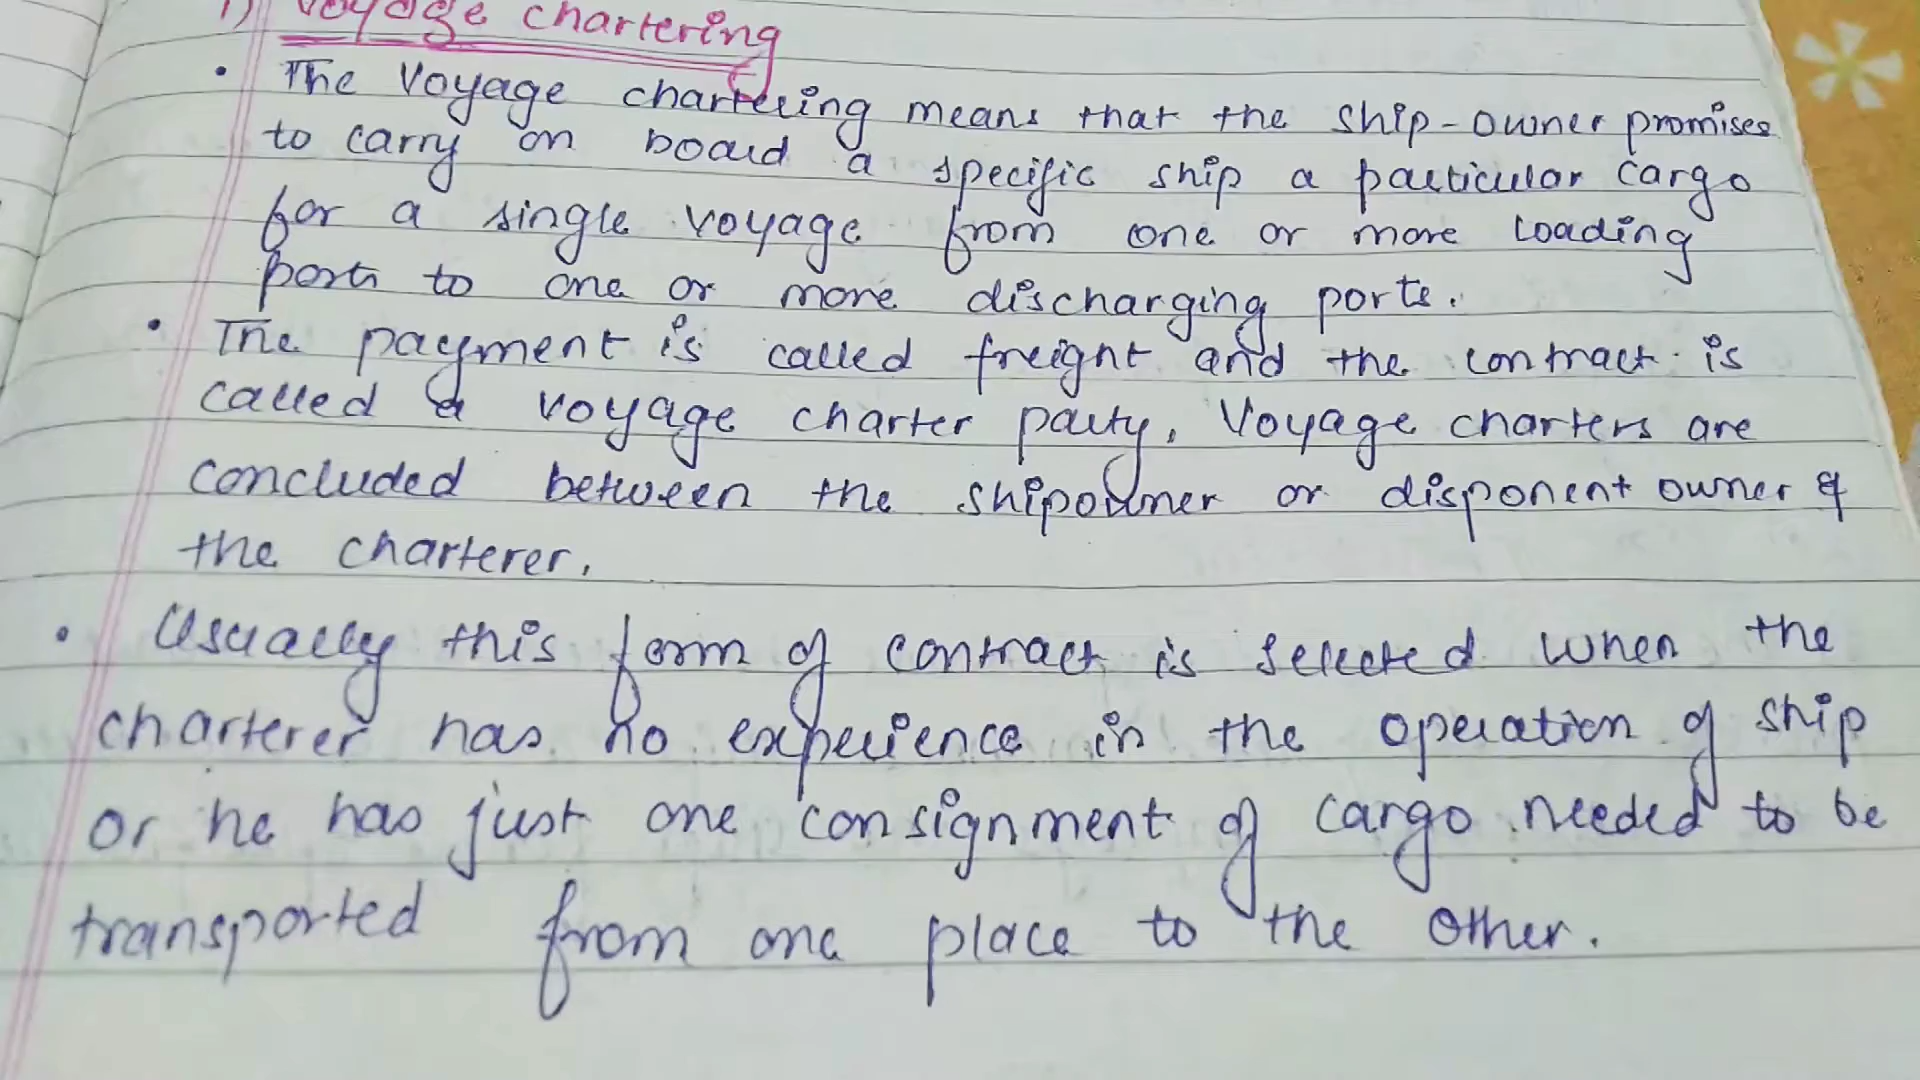 1) Voyage chartering
• The Voyage chartering means that the ship-owner promises
to carry on board a specific ship a particular cargo
for a single voyage from one or more loading
ports to one or more discharging ports.
• The payment is called freight and the contract is
called a voyage charter party. Voyage charters are
concluded between the shipowner or disponent owner &
the charterer.
• Usually this form of contract is selected when the
charterer has no experience in the operation of ship
or he has just one consignment of cargo needed to be
transported from one place to the other.